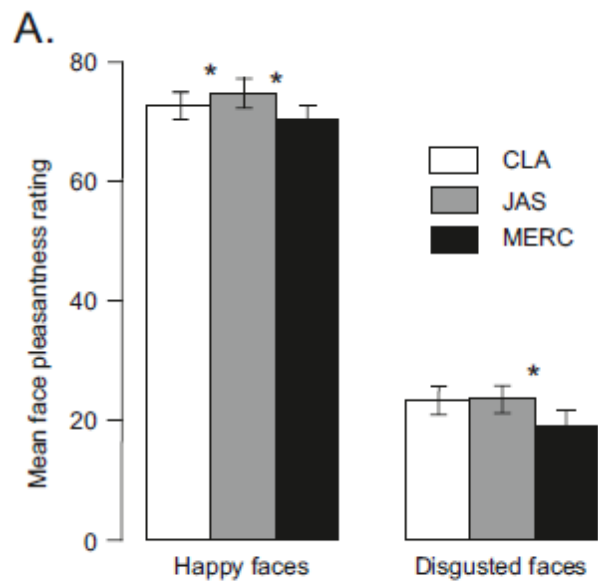 A.
Mean face pleasantness rating
80
60
40
20
0
* *
*
CLA
JAS
MERC
Happy faces
Disgusted faces